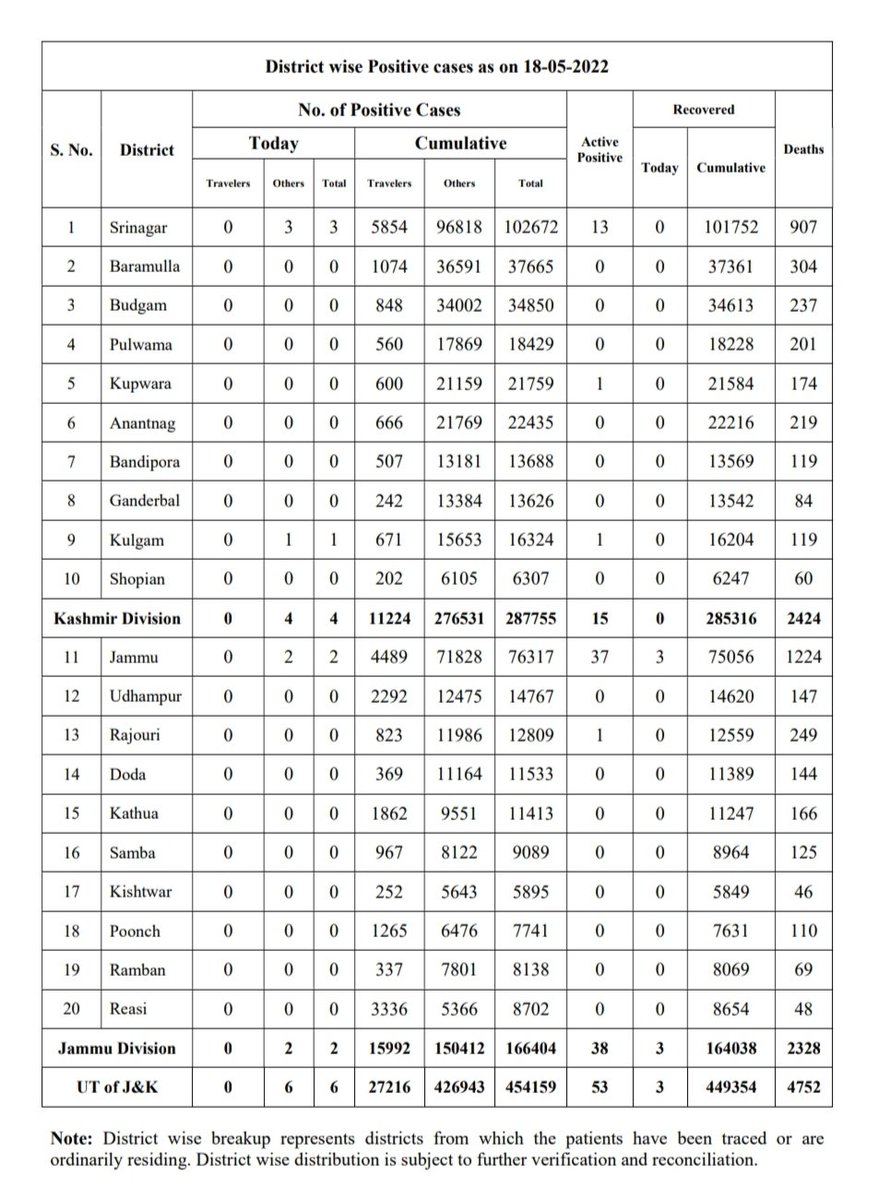 District wise Positive cases as on 18-05-2022
S. No. District No. of Positive Cases Active Positive Recovered Deaths
Today Cumulative Today Cumulative
Travelers Others Total Travelers Others Total
1 Srinagar 0 3 3 5854 96818 102672 13 0 101752 907
2 Baramulla 0 0 0 1074 36591 37665 0 0 37361 304
3 Budgam 0 0 0 848 34002 34850 0 0 34613 237
4 Pulwama 0 0 0 560 17869 18429 0 0 18228 201
5 Kupwara 0 0 0 600 21159 21759 1 0 21584 174
6 Anantnag 0 0 0 666 21769 22435 0 0 22216 219
7 Bandipora 0 0 0 507 13181 13688 0 0 13569 119
8 Ganderbal 0 0 0 242 13384 13626 0 0 13542 84
9 Kulgam 0 1 1 671 15653 16324 1 0 16204 119
10 Shopian 0 0 0 202 6105 6307 0 0 6247 60
Kashmir Division 0 4 4 11224 276531 287755 15 0 285316 2424
11 Jammu 0 2 2 4489 71828 76317 37 3 75056 1224
12 Udhampur 0 0 0 2292 12475 14767 0 0 14620 147
13 Rajouri 0 0 0 823 11986 12809 1 0 12559 249
14 Doda 0 0 0 369 11164 11533 0 0 11389 144
15 Kathua 0 0 0 1862 9551 11413 0 0 11247 166
16 Samba 0 0 0 967 8122 9089 0 0 8964 125
17 Kishtwar 0 0 0 252 5643 5895 0 0 5849 46
18 Poonch 0 0 0 1265 6476 7741 0 0 7631 110
19 Ramban 0 0 0 337 7801 8138 0 0 8069 69
20 Reasi 0 0 0 3336 5366 8702 0 0 8654 48
Jammu Division 0 2 2 15992 150412 166404 38 3 164038 2328
UT of J&K 0 6 6 27216 426943 454159 53 3 449354 4752
Note: District wise breakup represents districts from which the patients have been traced or are
ordinarily residing. District wise distribution is subject to further verification and reconciliation.